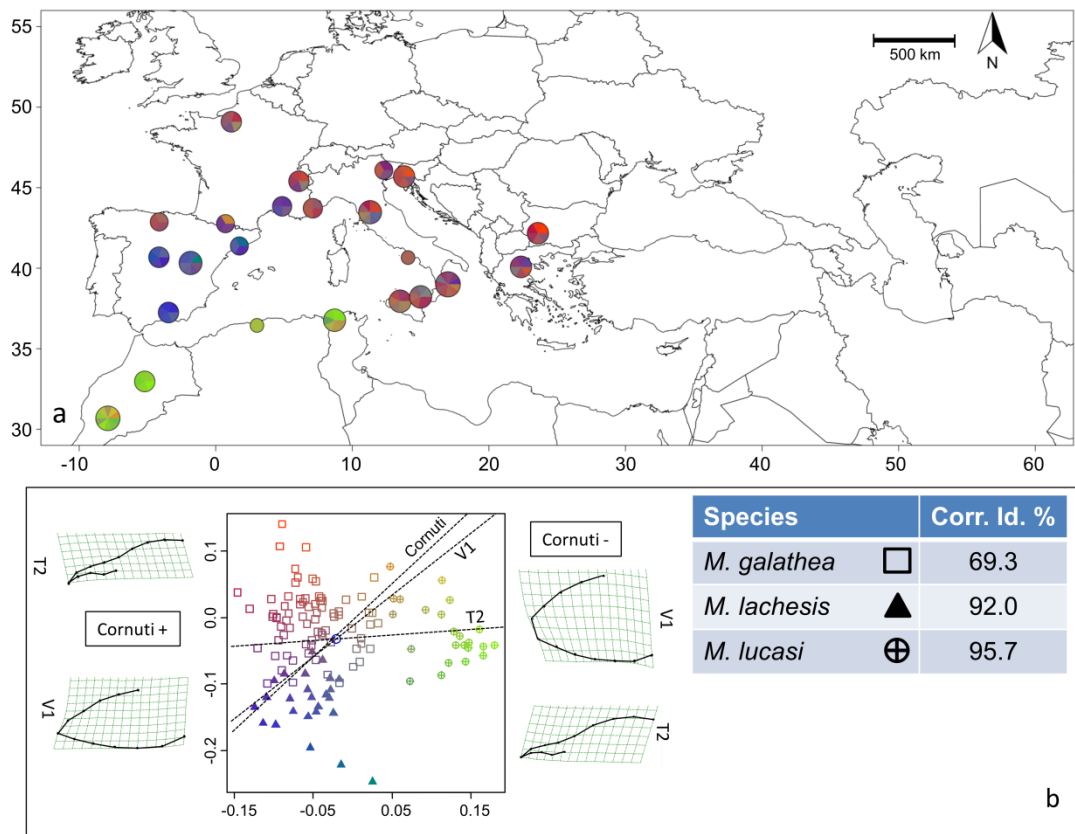 55
50
45
40
35
30
500 km
N
a
-10
0
10
20
30
40
50
60
T2
Cornuti +
V1
0.1
0.0
-0.1
-0.2
Cornuti
V1
T2
-0.15
-0.05
0.05
0.15
Cornuti -
V1
T2
Species Corr. Id. %
M. galathea 69.3
M. lachesis 92.0
M. lucasi 95.7
b